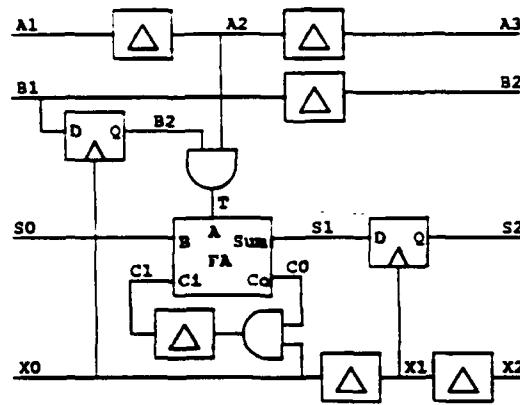 A1 A2 A3
B1 B2
D Q B2
T
S0 B A Sum S1 D Q S2
FA
C1 Ci Co C0
X0 X1 X2